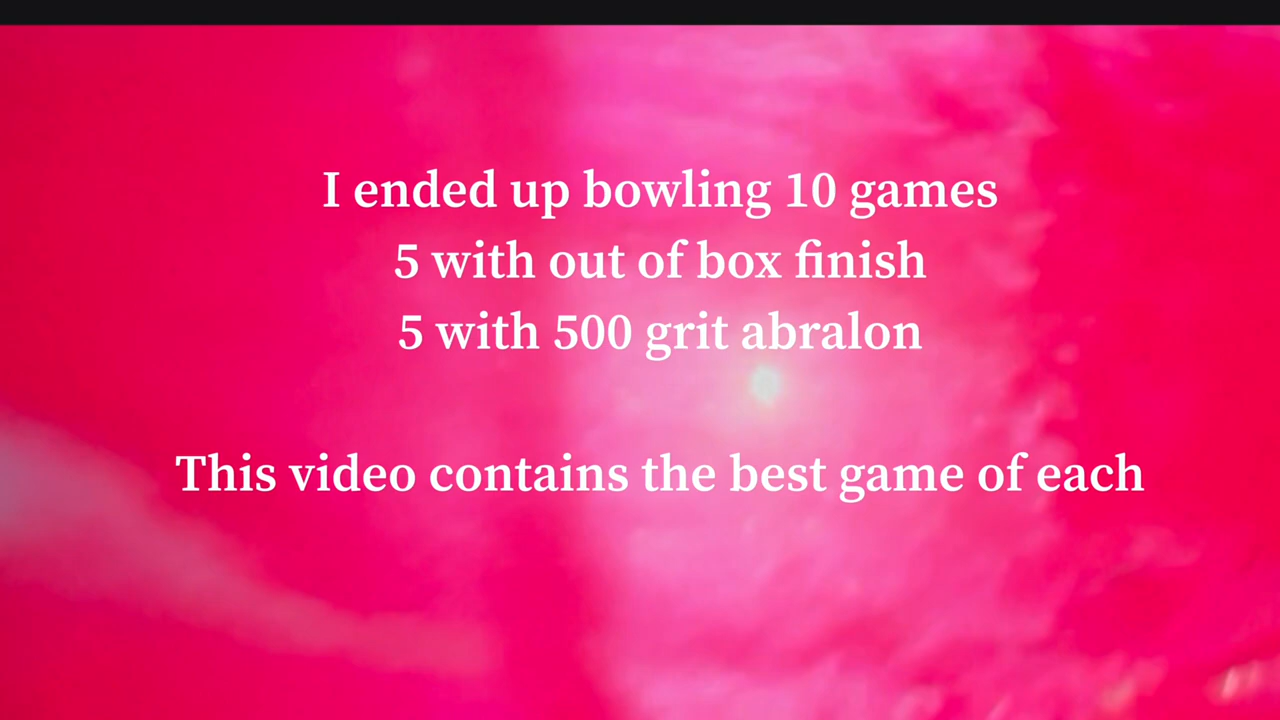 I ended up bowling 10 games
5 with out of box finish
5 with 500 grit abralon
This video contains the best game of each